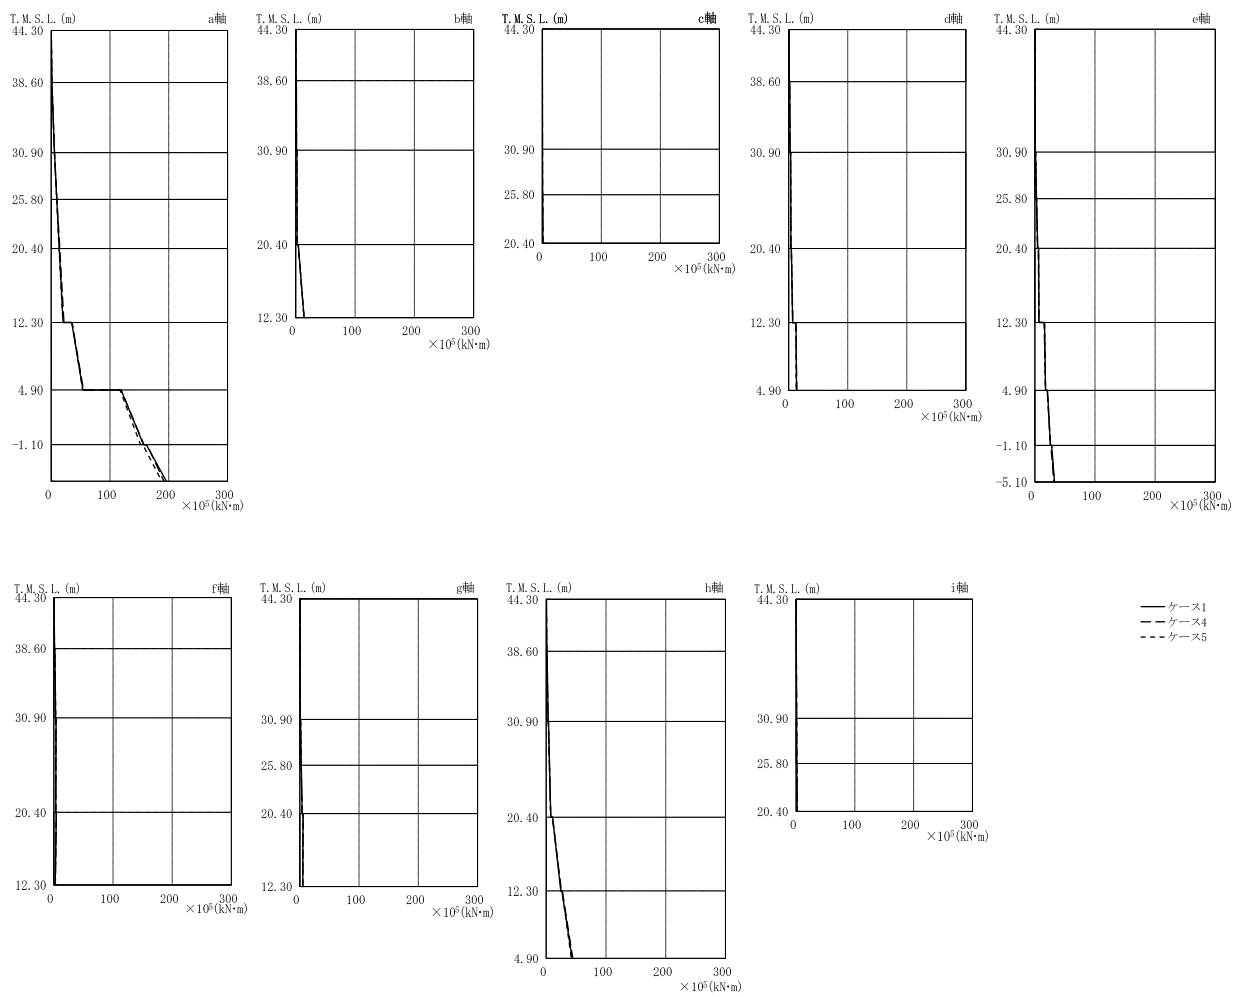 T.M.S.L.(m) a軸
44.30
38.60
30.90
25.80
20.40
12.30
4.90
-1.10
0 100 200 300
×10⁵(kN·m)
T.M.S.L.(m) b軸
44.30
38.60
30.90
20.40
12.30
0 100 200 300
×10⁵(kN·m)
T.M.S.L.(m) c軸
44.30
30.90
25.80
20.40
0 100 200 300
×10⁵(kN·m)
T.M.S.L.(m) d軸
44.30
38.60
30.90
20.40
12.30
4.90
0 100 200 300
×10⁵(kN·m)
T.M.S.L.(m) e軸
44.30
30.90
25.80
20.40
12.30
4.90
-1.10
-5.10
0 100 200 300
×10⁵(kN·m)
T.M.S.L.(m) f軸
44.30
38.60
30.90
20.40
12.30
0 100 200 300
×10⁵(kN·m)
T.M.S.L.(m) g軸
44.30
30.90
25.80
20.40
12.30
0 100 200 300
×10⁵(kN·m)
T.M.S.L.(m) h軸
44.30
38.60
30.90
20.40
12.30
4.90
0 100 200 300
×10⁵(kN·m)
T.M.S.L.(m) i軸
44.30
30.90
25.80
20.40
0 100 200 300
×10⁵(kN·m)
ケース1
ケース4
ケース5